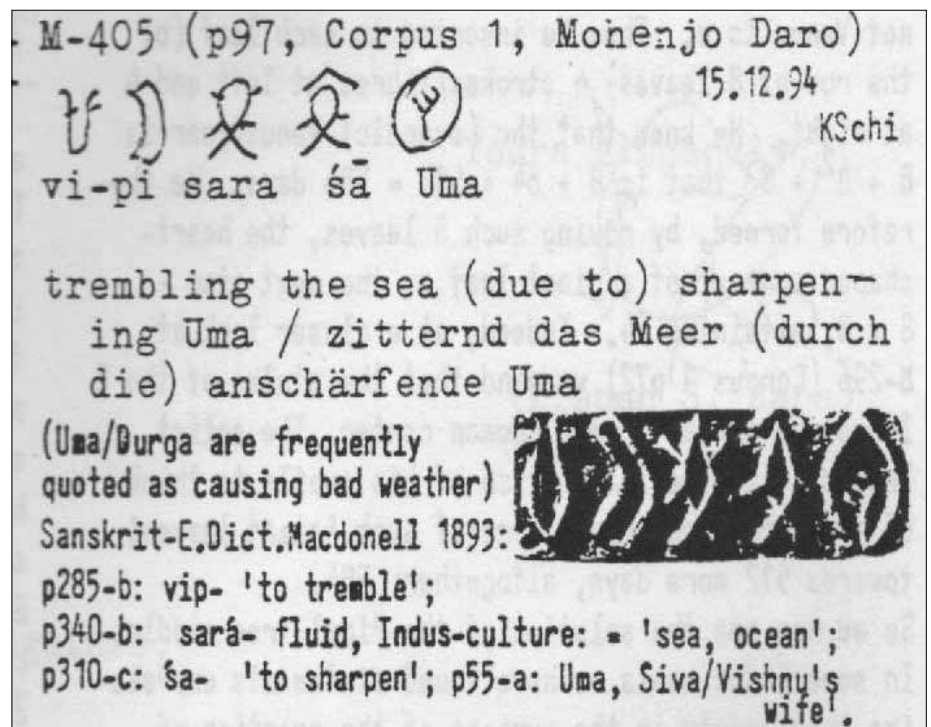 M-405 (p97, Corpus 1, Monenjo Daro)
15.12.94
KSchi
vi-pi sara śā Uma
trembling the sea (due to) sharpen
ing Uma / zitternd das Meer (durch
die) anschärfende Uma
(Uma/Durga are frequently
quoted as causing bad weather)
Sanskrit-E.Dict.Macdonell 1893:
p285-b: vip- 'to tremble',
p340-b: sará- fluid, Indus-culture: = 'sea, ocean',
p310-c: śa- 'to sharpen'; p55-a: Uma, Siva/Vishnu's
wife'.